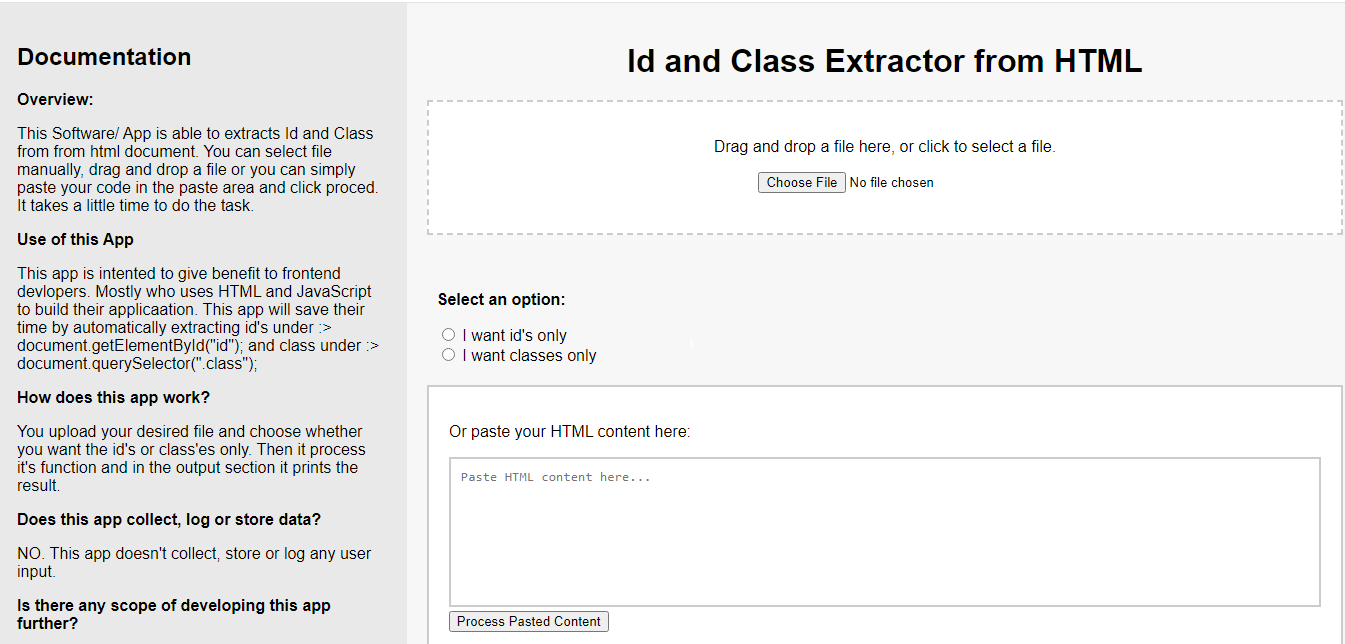 Documentation
Overview:
This Software/ App is able to extracts Id and Class
from from html document. You can select file
manually, drag and drop a file or you can simply
paste your code in the paste area and click proced.
It takes a little time to do the task.
Use of this App
This app is intented to give benefit to frontend
devlopers. Mostly who uses HTML and JavaScript
to build their applicaation. This app will save their
time by automatically extracting id's under :>
document.getElementById("id"); and class under :>
document.querySelector(".class");
How does this app work?
You upload your desired file and choose whether
you want the id's or class'es only. Then it process
it's function and in the output section it prints the
result.
Does this app collect, log or store data?
NO. This app doesn't collect, store or log any user
input.
Is there any scope of developing this app
further?
Id and Class Extractor from HTML
Drag and drop a file here, or click to select a file.
Choose File No file chosen
Select an option:
I want id's only
I want classes only
Or paste your HTML content here:
Paste HTML content here...
Process Pasted Content